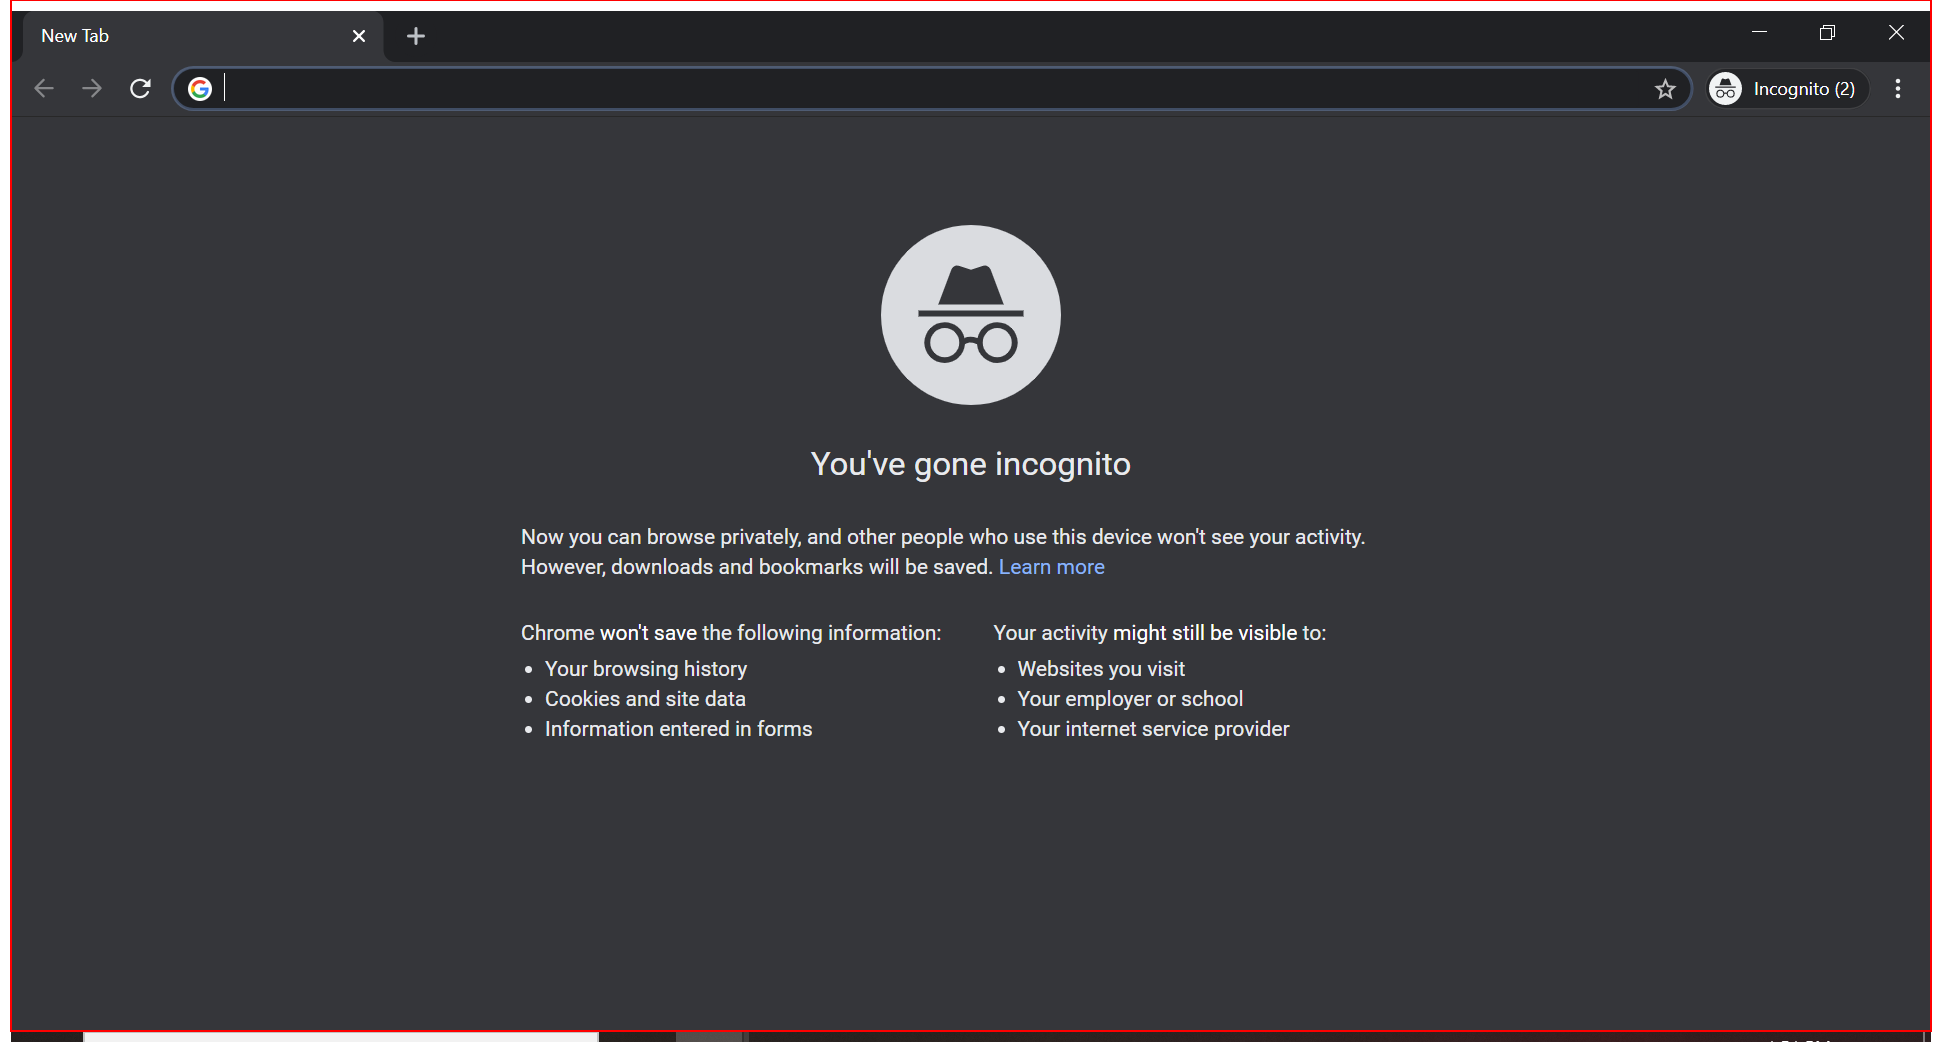 New Tab
Incognito (2)
You've gone incognito
Now you can browse privately, and other people who use this device won't see your activity.
However, downloads and bookmarks will be saved. Learn more
Chrome won't save the following information:
Your browsing history
Cookies and site data
Information entered in forms
Your activity might still be visible to:
Websites you visit
Your employer or school
Your internet service provider